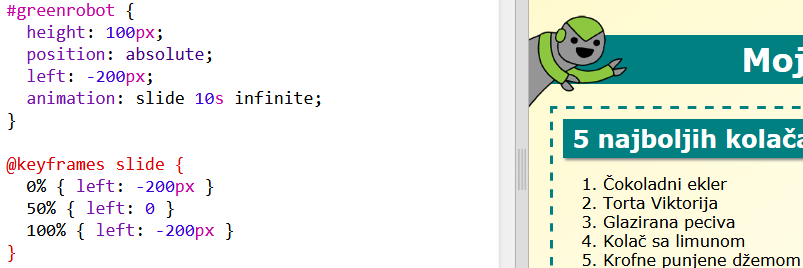 #greenrobot {
  height: 100px;
  position: absolute;
  left: -200px;
  animation: slide 10s infinite;
}

@keyframes slide {
  0% { left: -200px }
  50% { left: 0 }
  100% { left: -200px }
}
Moj
5 najboljih kolača
1. Čokoladni ekler
2. Torta Viktorija
3. Glazirana peciva
4. Kolač sa limunom
5. Krofne punjene džemom